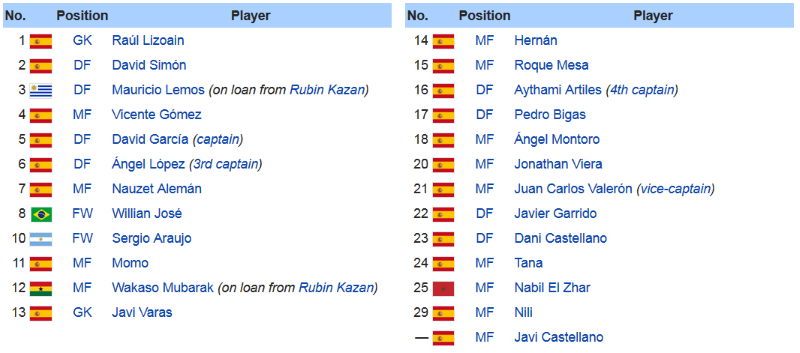 No. Position Player
1 GK Raúl Lizoain
2 DF David Simón
3 DF Mauricio Lemos (on loan from Rubin Kazan)
4 MF Vicente Gómez
5 DF David García (captain)
6 DF Ángel López (3rd captain)
7 MF Nauzet Alemán
8 FW Willian José
10 FW Sergio Araujo
11 MF Momo
12 MF Wakaso Mubarak (on loan from Rubin Kazan)
13 GK Javi Varas
No. Position Player
14 MF Hernán
15 MF Roque Mesa
16 DF Aythami Artiles (4th captain)
17 DF Pedro Bigas
18 MF Ángel Montoro
20 MF Jonathan Viera
21 MF Juan Carlos Valerón (vice-captain)
22 DF Javier Garrido
23 DF Dani Castellano
24 MF Tana
25 MF Nabil El Zhar
29 MF Nili
— MF Javi Castellano